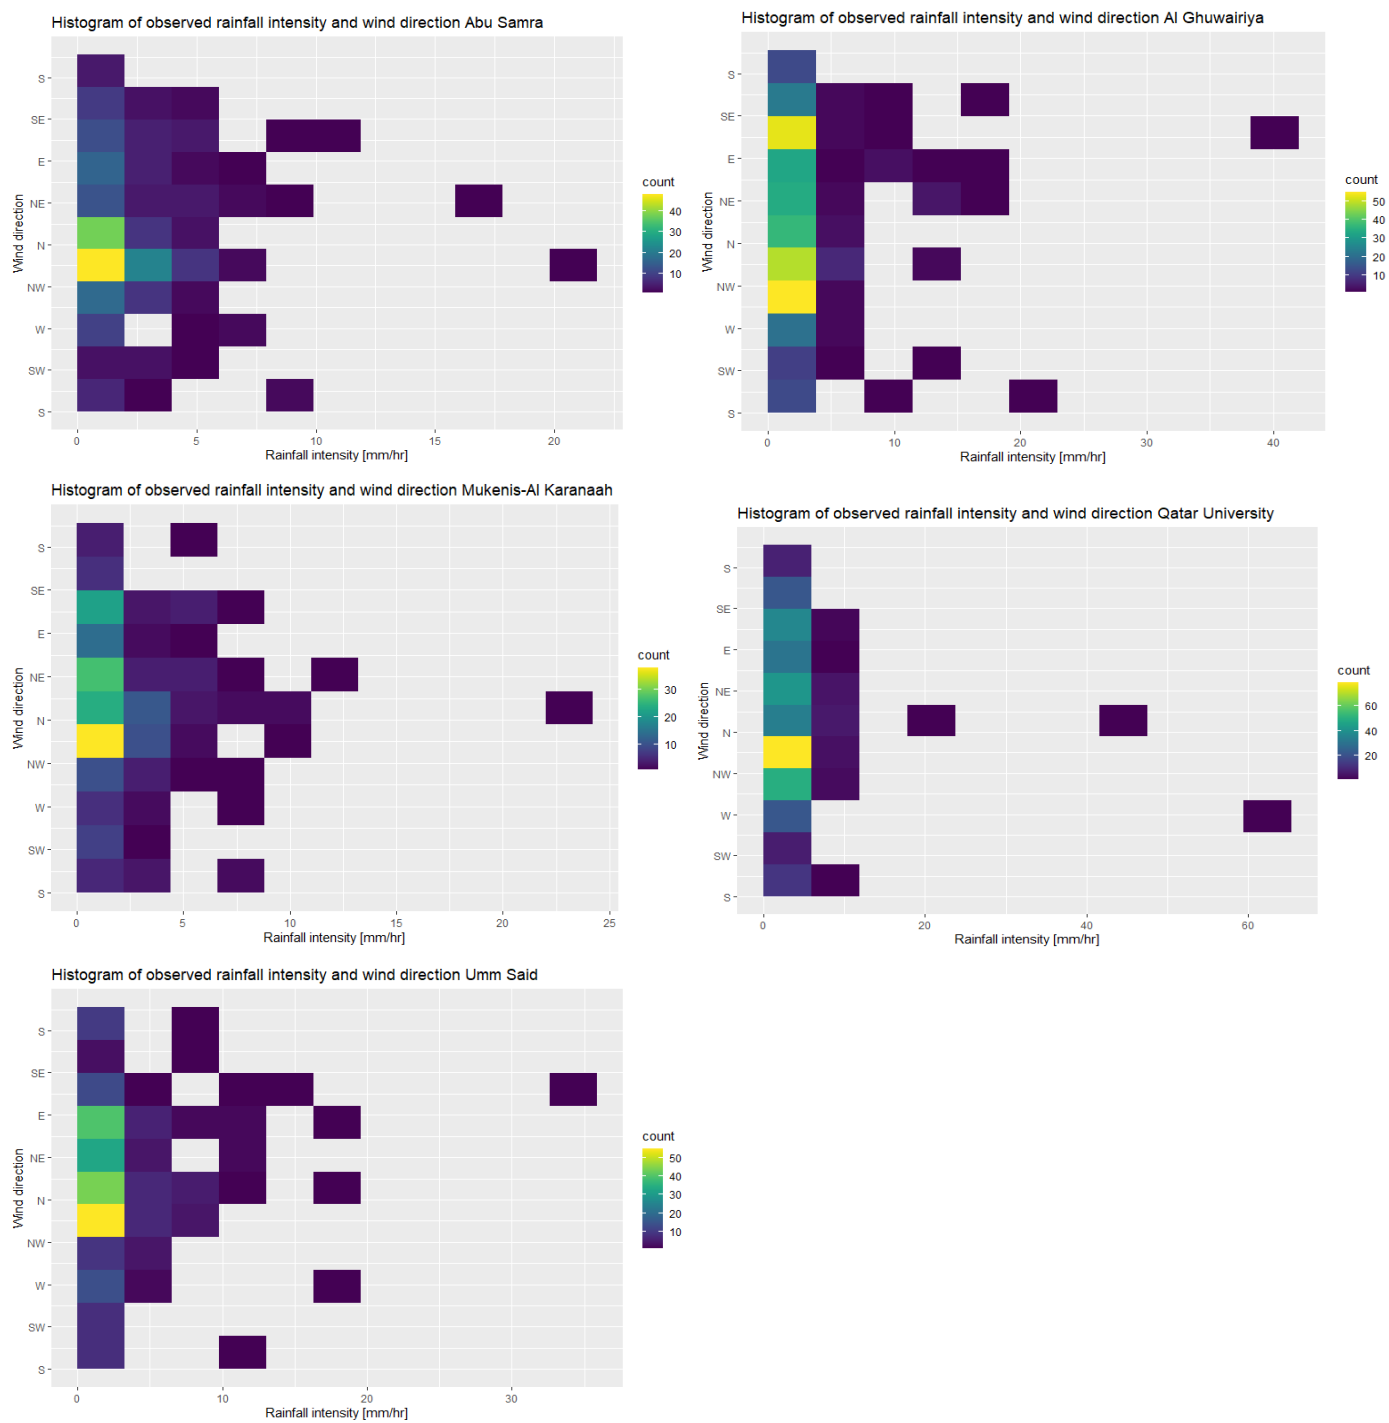 Histogram of observed rainfall intensity and wind direction Abu Samra
S
SE
E
NE
N
NW
W
SW
S
Wind direction
0 5 10 15 20
Rainfall intensity [mm/hr]
count
40
30
20
10
Histogram of observed rainfall intensity and wind direction Al Ghuwairiya
S
SE
E
NE
N
NW
W
SW
S
Wind direction
0 10 20 30 40
Rainfall intensity [mm/hr]
count
50
40
30
20
10
Histogram of observed rainfall intensity and wind direction Mukenis-Al Karanaah
S
SE
E
NE
N
NW
W
SW
S
Wind direction
0 5 10 15 20 25
Rainfall intensity [mm/hr]
count
30
20
10
Histogram of observed rainfall intensity and wind direction Qatar University
S
SE
E
NE
N
NW
W
SW
S
Wind direction
0 20 40 60
Rainfall intensity [mm/hr]
count
60
40
20
Histogram of observed rainfall intensity and wind direction Umm Said
S
SE
E
NE
N
NW
W
SW
S
Wind direction
0 10 20 30
Rainfall intensity [mm/hr]
count
50
40
30
20
10